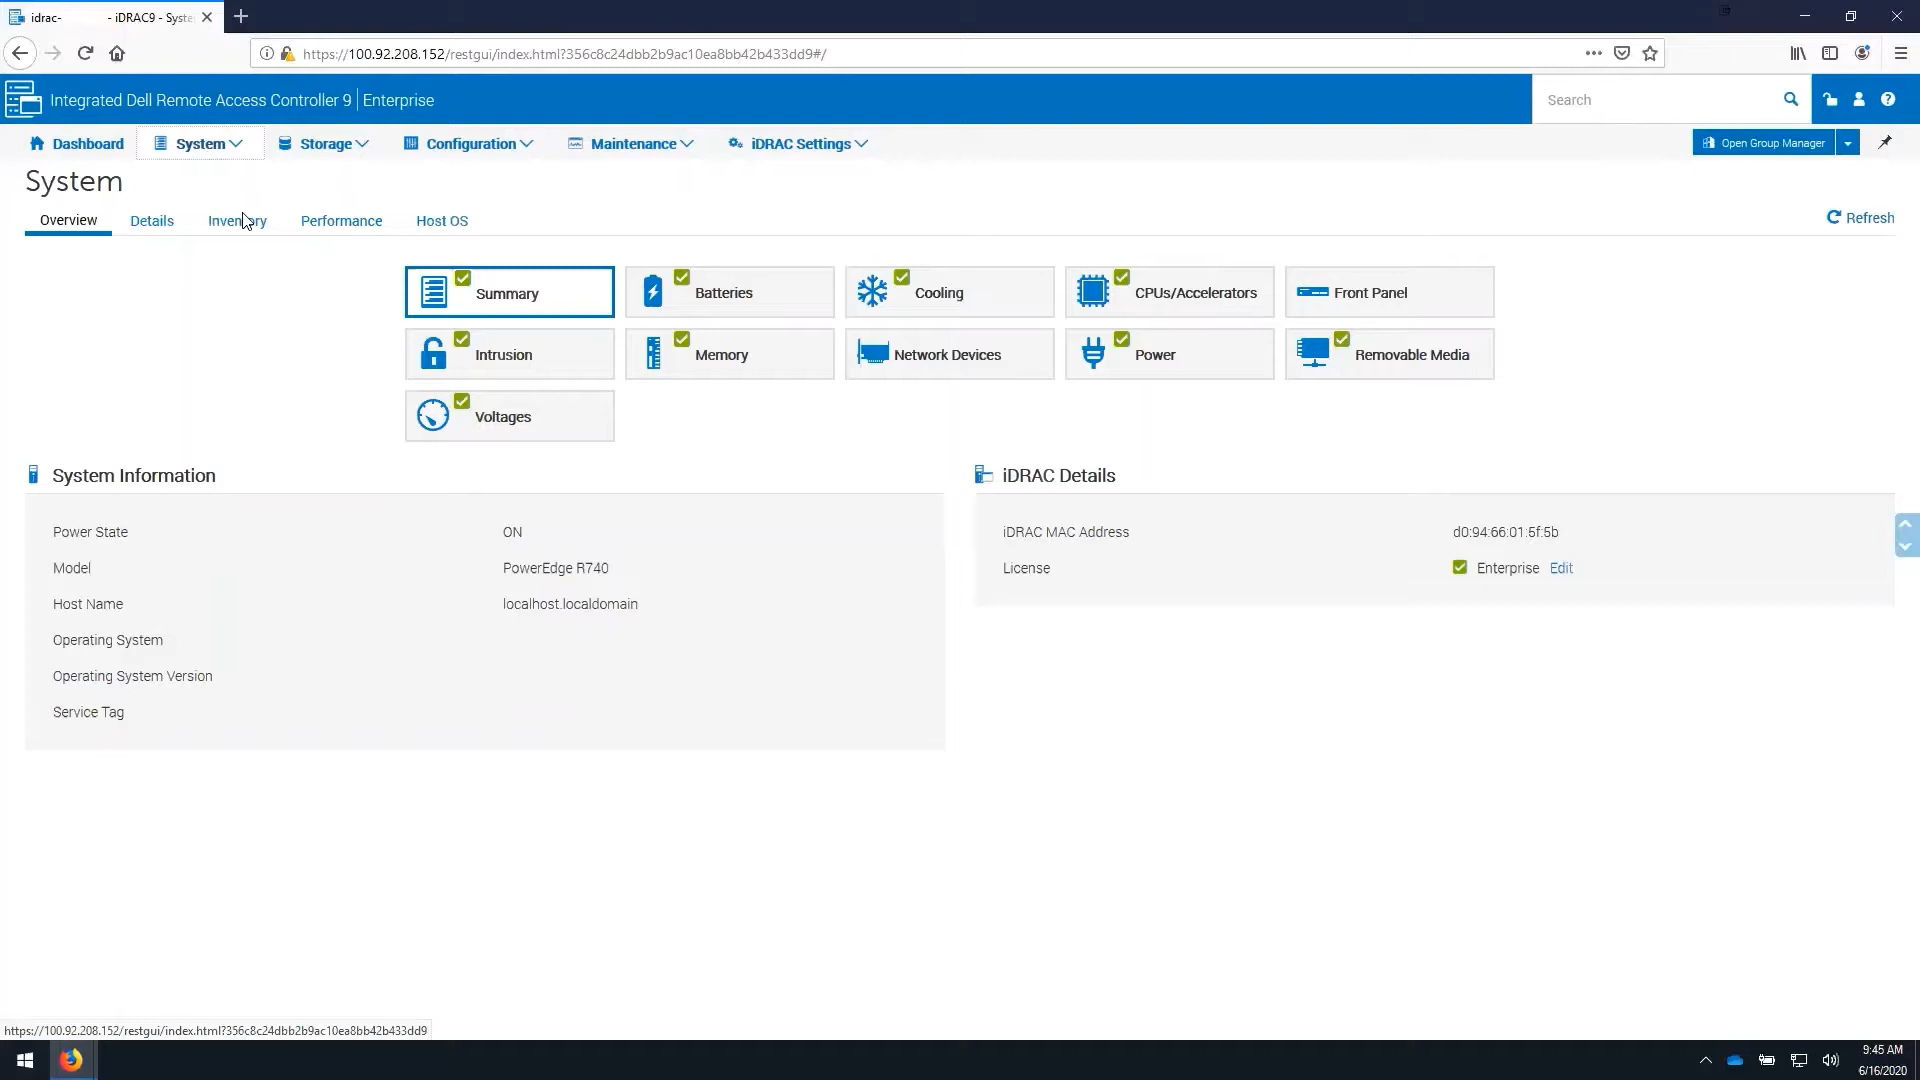 idrac- - iDRAC9 - Syste
https://100.92.208.152/restgui/index.html?356c8c24dbb2b9ac10ea8bb42b433dd9#/
Integrated Dell Remote Access Controller 9 | Enterprise
Search
Dashboard System Storage Configuration Maintenance iDRAC Settings
Open Group Manager
System
Overview Details Inventory Performance Host OS
Refresh
Summary Batteries Cooling CPUs/Accelerators Front Panel
Intrusion Memory Network Devices Power Removable Media
Voltages
System Information
Power State ON
Model PowerEdge R740
Host Name localhost.localdomain
Operating System
Operating System Version
Service Tag
iDRAC Details
iDRAC MAC Address d0:94:66:01:5f:5b
License Enterprise Edit
https://100.92.208.152/restgui/index.html?356c8c24dbb2b9ac10ea8bb42b433dd9
9:45 AM
6/16/2020